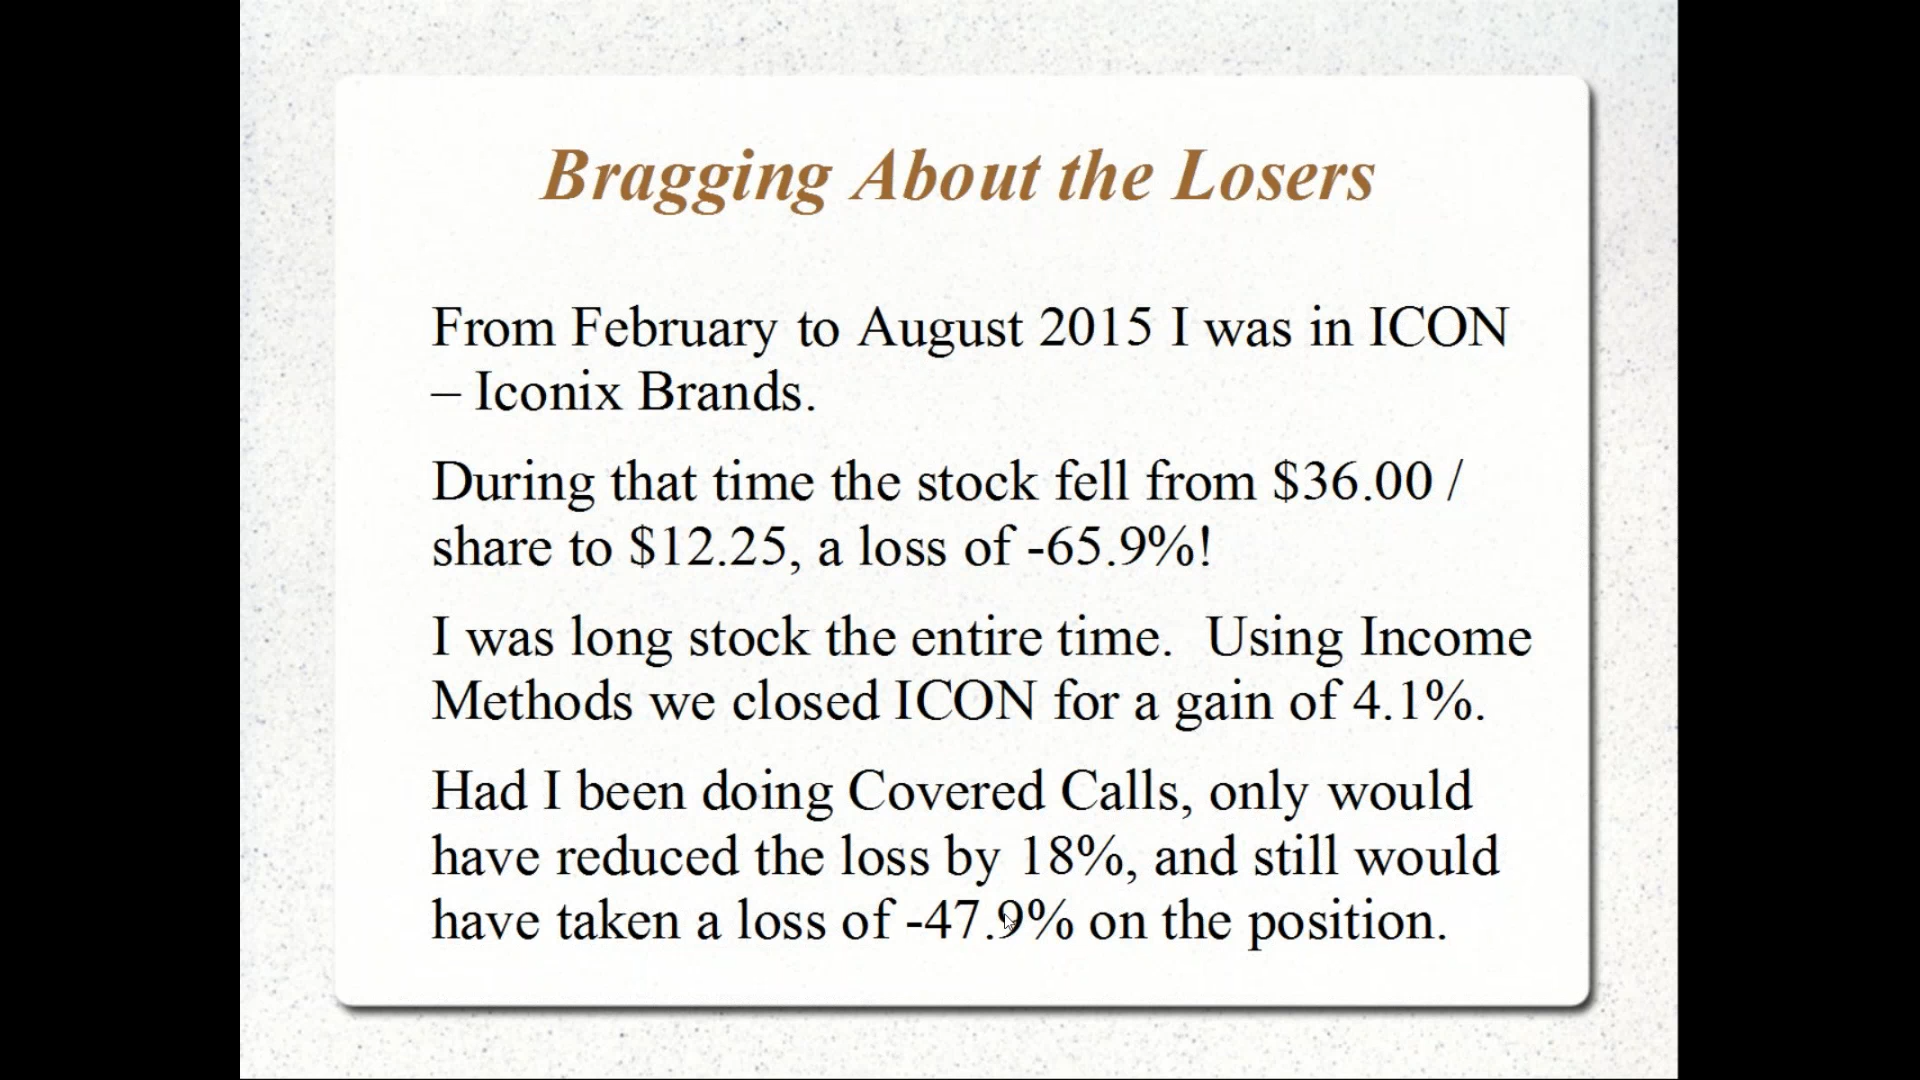 Bragging About the Losers
From February to August 2015 I was in ICON
– Iconix Brands.
During that time the stock fell from $36.00 /
share to $12.25, a loss of -65.9%!
I was long stock the entire time.  Using Income
Methods we closed ICON for a gain of 4.1%.
Had I been doing Covered Calls, only would
have reduced the loss by 18%, and still would
have taken a loss of -47.9% on the position.